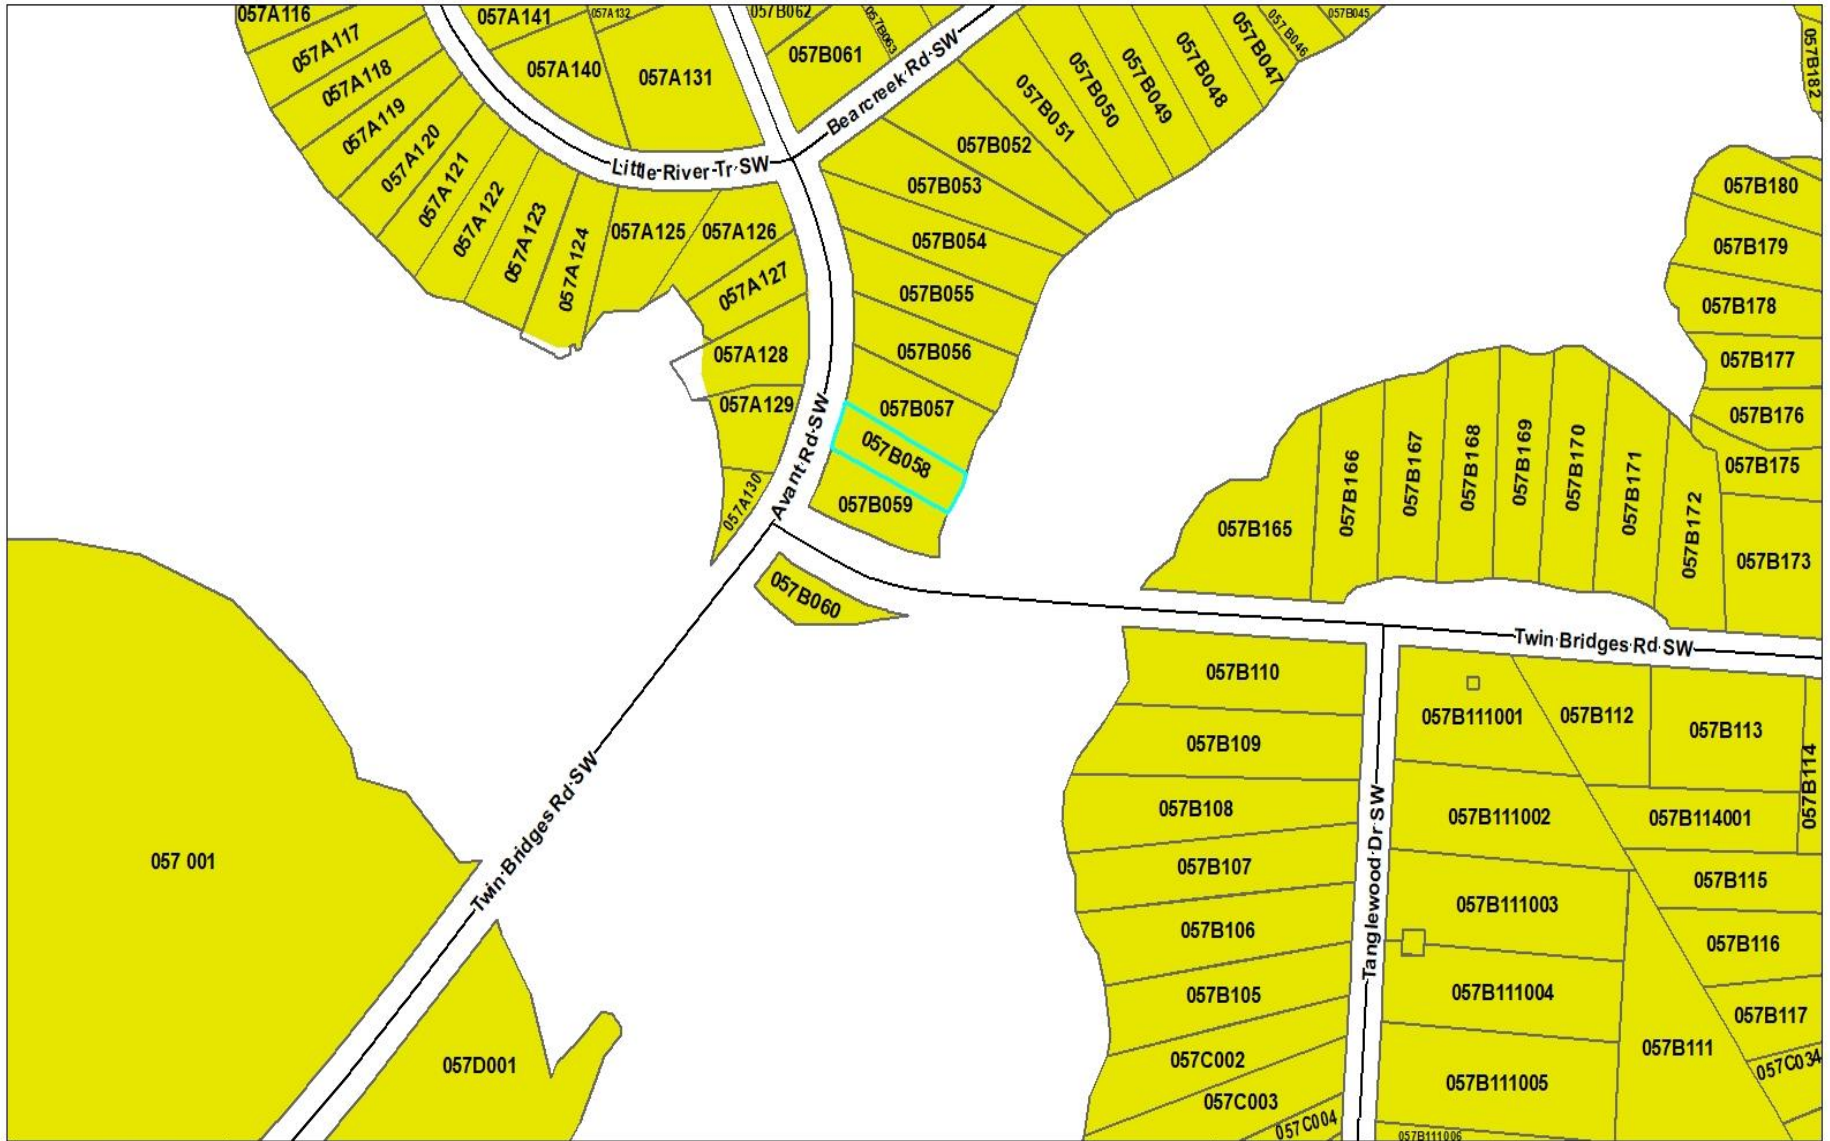 057A116
057A117
057A118
057A119
057A120
057A121
057A122
057A123
057A124
057A125
057A126
057A127
057A128
057A129
057A130
057A141
057A132
057A140
057A131
057B062
057B063
057B061
Bearcreek Rd SW
Little River Tr SW
057B045
057B046
057B047
057B048
057B049
057B050
057B051
057B052
057B053
057B054
057B055
057B056
057B057
057B058
057B059
057B060
Avant Rd SW
057B182
057B180
057B179
057B178
057B177
057B176
057B175
057B173
057B165
057B166
057B167
057B168
057B169
057B170
057B171
057B172
Twin Bridges Rd SW
Twin Bridges Rd SW
057 001
057D001
057B110
057B109
057B108
057B107
057B106
057B105
057C002
057C003
057C004
Tanglewood Dr SW
057B111001
057B111002
057B111003
057B111004
057B111005
057B111006
057B111
057B112
057B113
057B114
057B114001
057B115
057B116
057B117
057C034